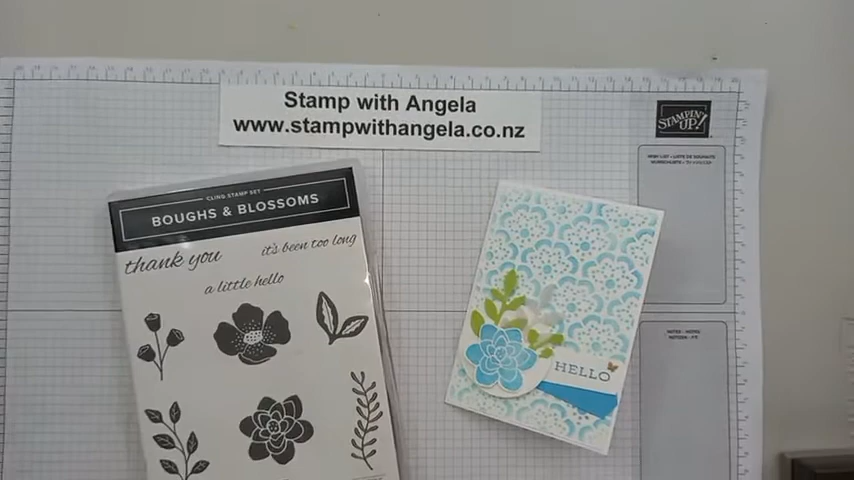 Stamp with Angela
www.stampwithangela.co.nz
STAMPIN' UP!
CLING STAMP SET
BOUGHS & BLOSSOMS
thank you
it's been too long
a little hello
HELLO